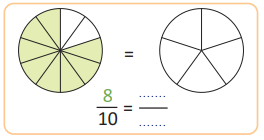 =
8/10 = ....... / .......